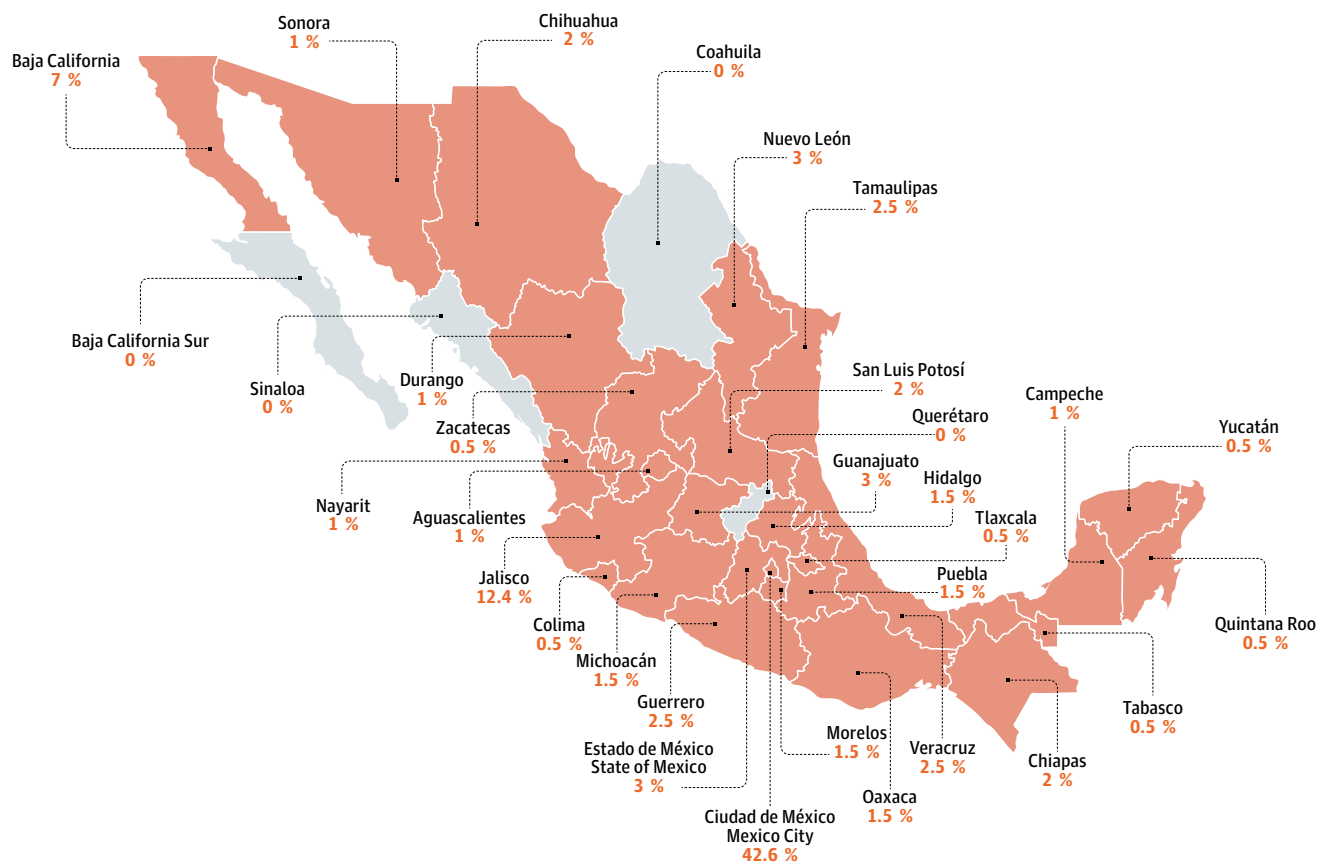 Sonora
1 %
Chihuahua
2 %
Coahuila
0 %
Baja California
7 %
Nuevo León
3 %
Tamaulipas
2.5 %
Baja California Sur
0 %
Sinaloa
0 %
Durango
1 %
Zacatecas
0.5 %
San Luis Potosí
2 %
Querétaro
0 %
Campeche
1 %
Yucatán
0.5 %
Guanajuato
3 %
Hidalgo
1.5 %
Tlaxcala
0.5 %
Nayarit
1 %
Aguascalientes
1 %
Jalisco
12.4 %
Puebla
1.5 %
Colima
0.5 %
Quintana Roo
0.5 %
Michoacán
1.5 %
Guerrero
2.5 %
Tabasco
0.5 %
Morelos
1.5 %
Estado de México
State of Mexico
3 %
Veracruz
2.5 %
Chiapas
2 %
Oaxaca
1.5 %
Ciudad de México
Mexico City
42.6 %